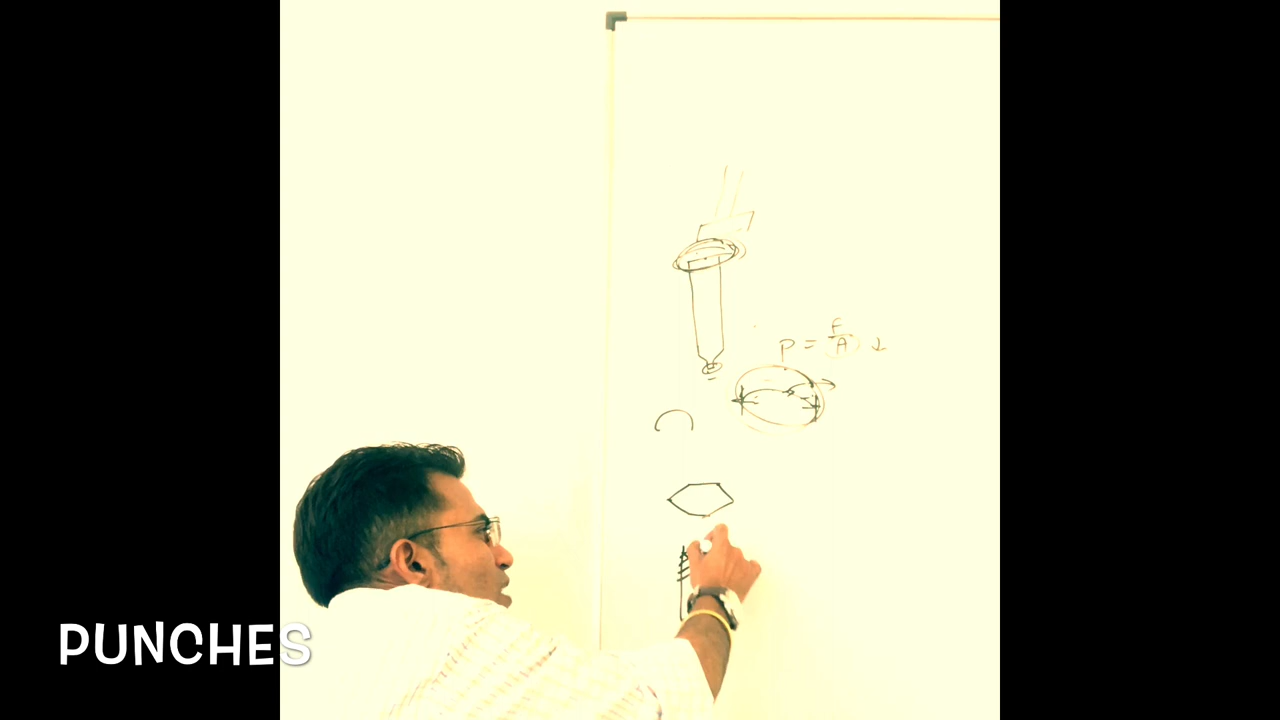 P = F/A ↓
PUNCHES